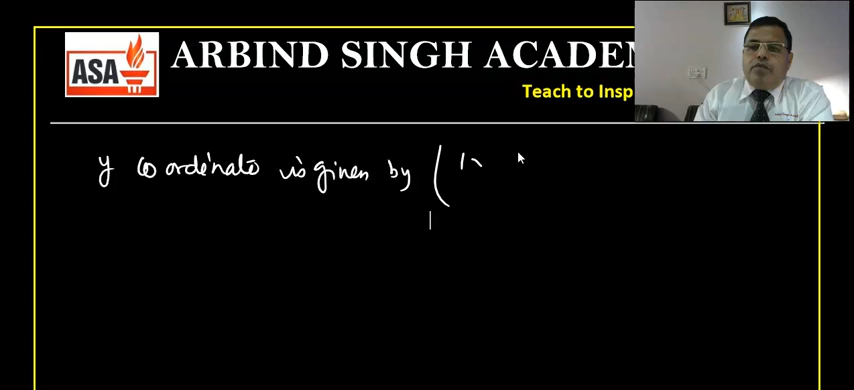 ASA
ARBIND SINGH ACADEM
Teach to Insp
y coordinate is given by (